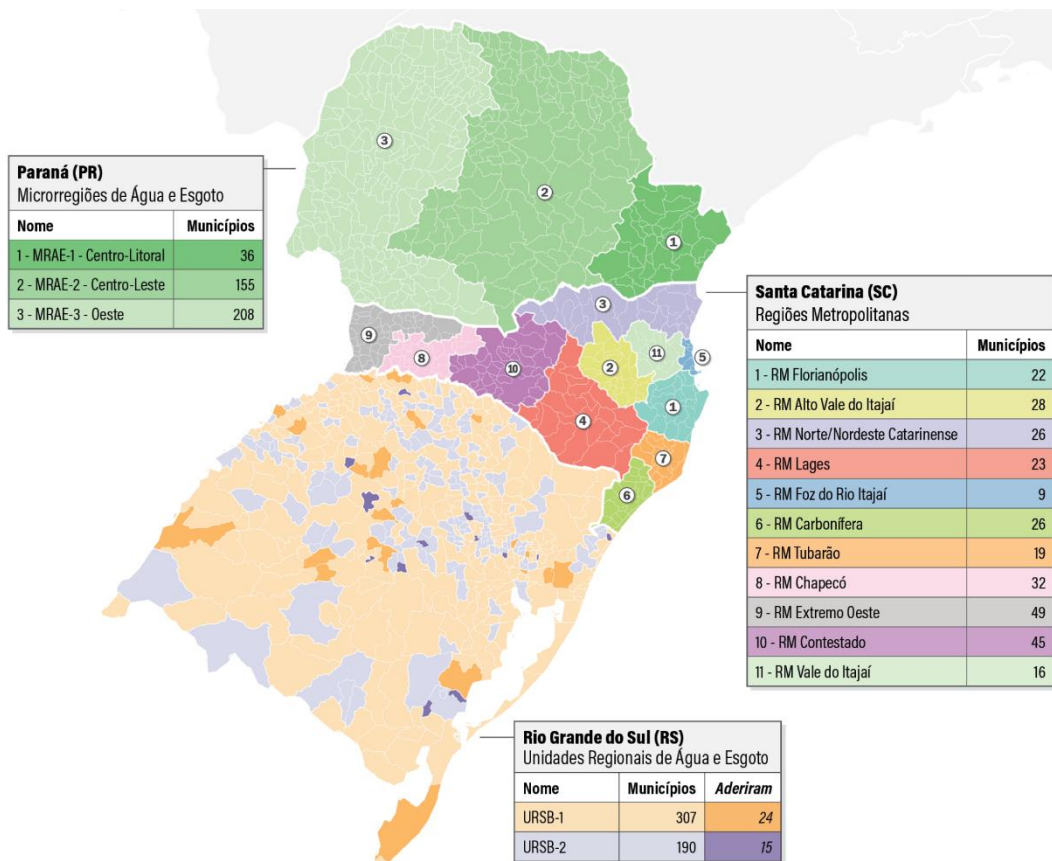 Paraná (PR)
Microrregiões de Água e Esgoto
Nome Municípios
1 - MRAE-1 - Centro-Litoral 36
2 - MRAE-2 - Centro-Leste 155
3 - MRAE-3 - Oeste 208
3
2
1
3
9
8
10
2
11
5
1
4
7
6
Santa Catarina (SC)
Regiões Metropolitanas
Nome Municípios
1 - RM Florianópolis 22
2 - RM Alto Vale do Itajaí 28
3 - RM Norte/Nordeste Catarinense 26
4 - RM Lages 23
5 - RM Foz do Rio Itajaí 9
6 - RM Carbonífera 26
7 - RM Tubarão 19
8 - RM Chapecó 32
9 - RM Extremo Oeste 49
10 - RM Contestado 45
11 - RM Vale do Itajaí 16
Rio Grande do Sul (RS)
Unidades Regionais de Água e Esgoto
Nome Municípios Aderiram
URSB-1 307 24
URSB-2 190 15